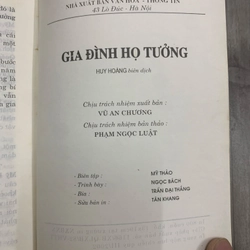 NHÀ XUẤT BẢN VĂN HÓA - THÔNG TIN
43 Lò Đúc - Hà Nội
GIA ĐÌNH HỌ TƯỞNG
HUY HOÀNG biên dịch
Chịu trách nhiệm xuất bản :
VŨ AN CHƯƠNG
Chịu trách nhiệm bản thảo :
PHẠM NGỌC LUẬT
- Biên tập : MỸ THẢO
- Trình bày : NGỌC BÁCH
- Bìa : TRẦN ĐẠI THẮNG
- Sửa bản in : TÂN KHANG